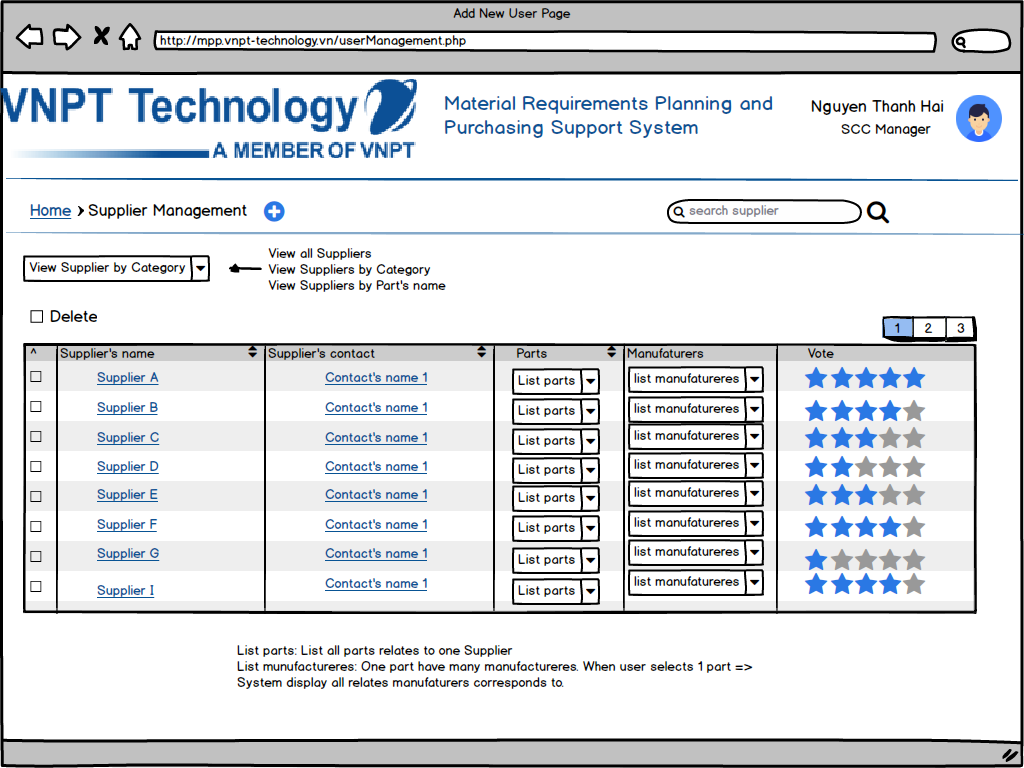 Add New User Page
http://mpp.vnpt-technology.vn/userManagement.php
VNPT Technology
A MEMBER OF VNPT
Material Requirements Planning and
Purchasing Support System
Nguyen Thanh Hai
SCC Manager
Home > Supplier Management
search supplier
View Supplier by Category
View all Suppliers
View Suppliers by Category
View Suppliers by Part's name
Delete
1 2 3
^ Supplier's name Supplier's contact Parts Manufaturers Vote
Supplier A Contact's name 1 List parts list manufatureres
Supplier B Contact's name 1 List parts list manufatureres
Supplier C Contact's name 1 List parts list manufatureres
Supplier D Contact's name 1 List parts list manufatureres
Supplier E Contact's name 1 List parts list manufatureres
Supplier F Contact's name 1 List parts list manufatureres
Supplier G Contact's name 1 List parts list manufatureres
Supplier I Contact's name 1 List parts list manufatureres
List parts: List all parts relates to one Supplier
List munufactureres: One part have many manufactureres. When user selects 1 part =>
System display all relates manufaturers corresponds to.